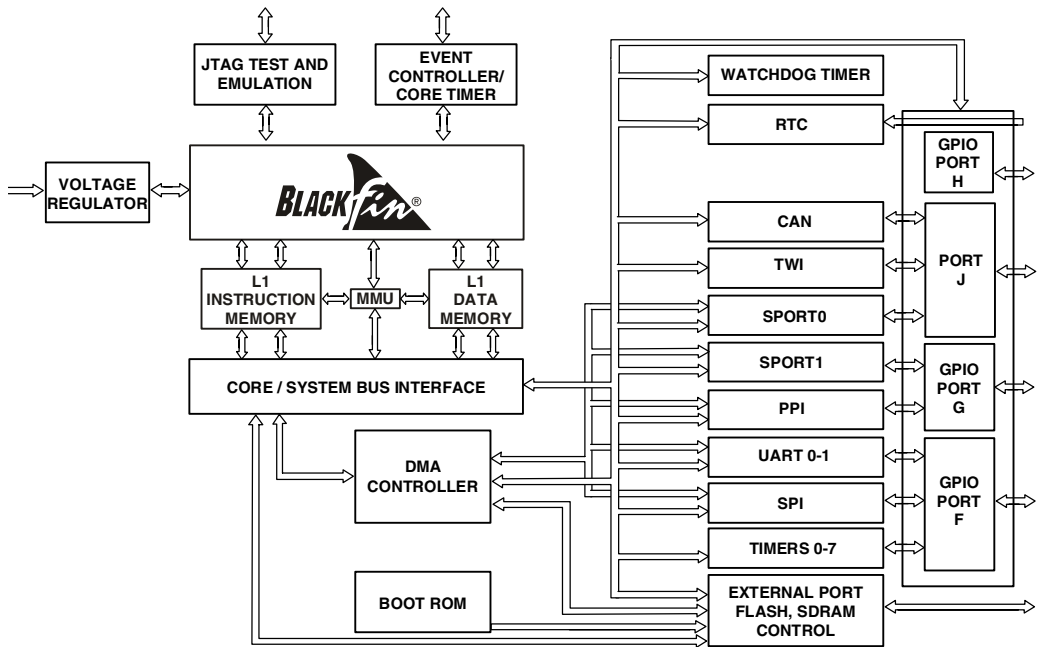 JTAG TEST AND
EMULATION
EVENT
CONTROLLER/
CORE TIMER
WATCHDOG TIMER
RTC
GPIO
PORT
H
VOLTAGE
REGULATOR
BLACKfin®
CAN
TWI
PORT
J
L1
INSTRUCTION
MEMORY
MMU
L1
DATA
MEMORY
SPORT0
SPORT1
GPIO
PORT
G
CORE / SYSTEM BUS INTERFACE
PPI
DMA
CONTROLLER
UART 0-1
SPI
GPIO
PORT
F
TIMERS 0-7
BOOT ROM
EXTERNAL PORT
FLASH, SDRAM
CONTROL